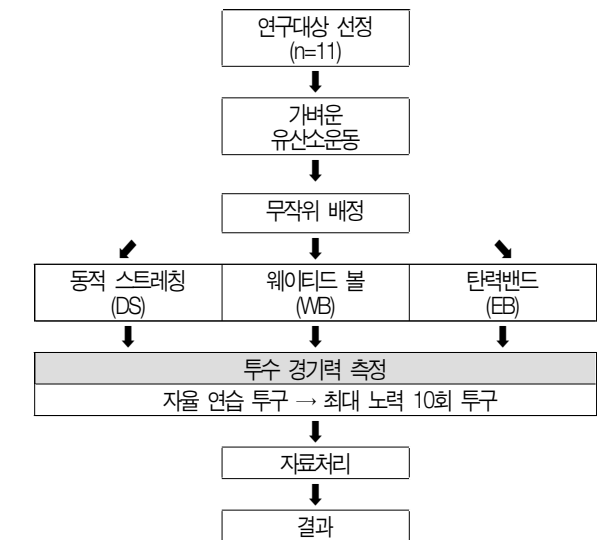 연구대상 선정
(n=11)
가벼운
유산소운동
무작위 배정
동적 스트레칭
(DS)
웨이티드 볼
(WB)
탄력밴드
(EB)
투수 경기력 측정
자율 연습 투구 → 최대 노력 10회 투구
자료처리
결과